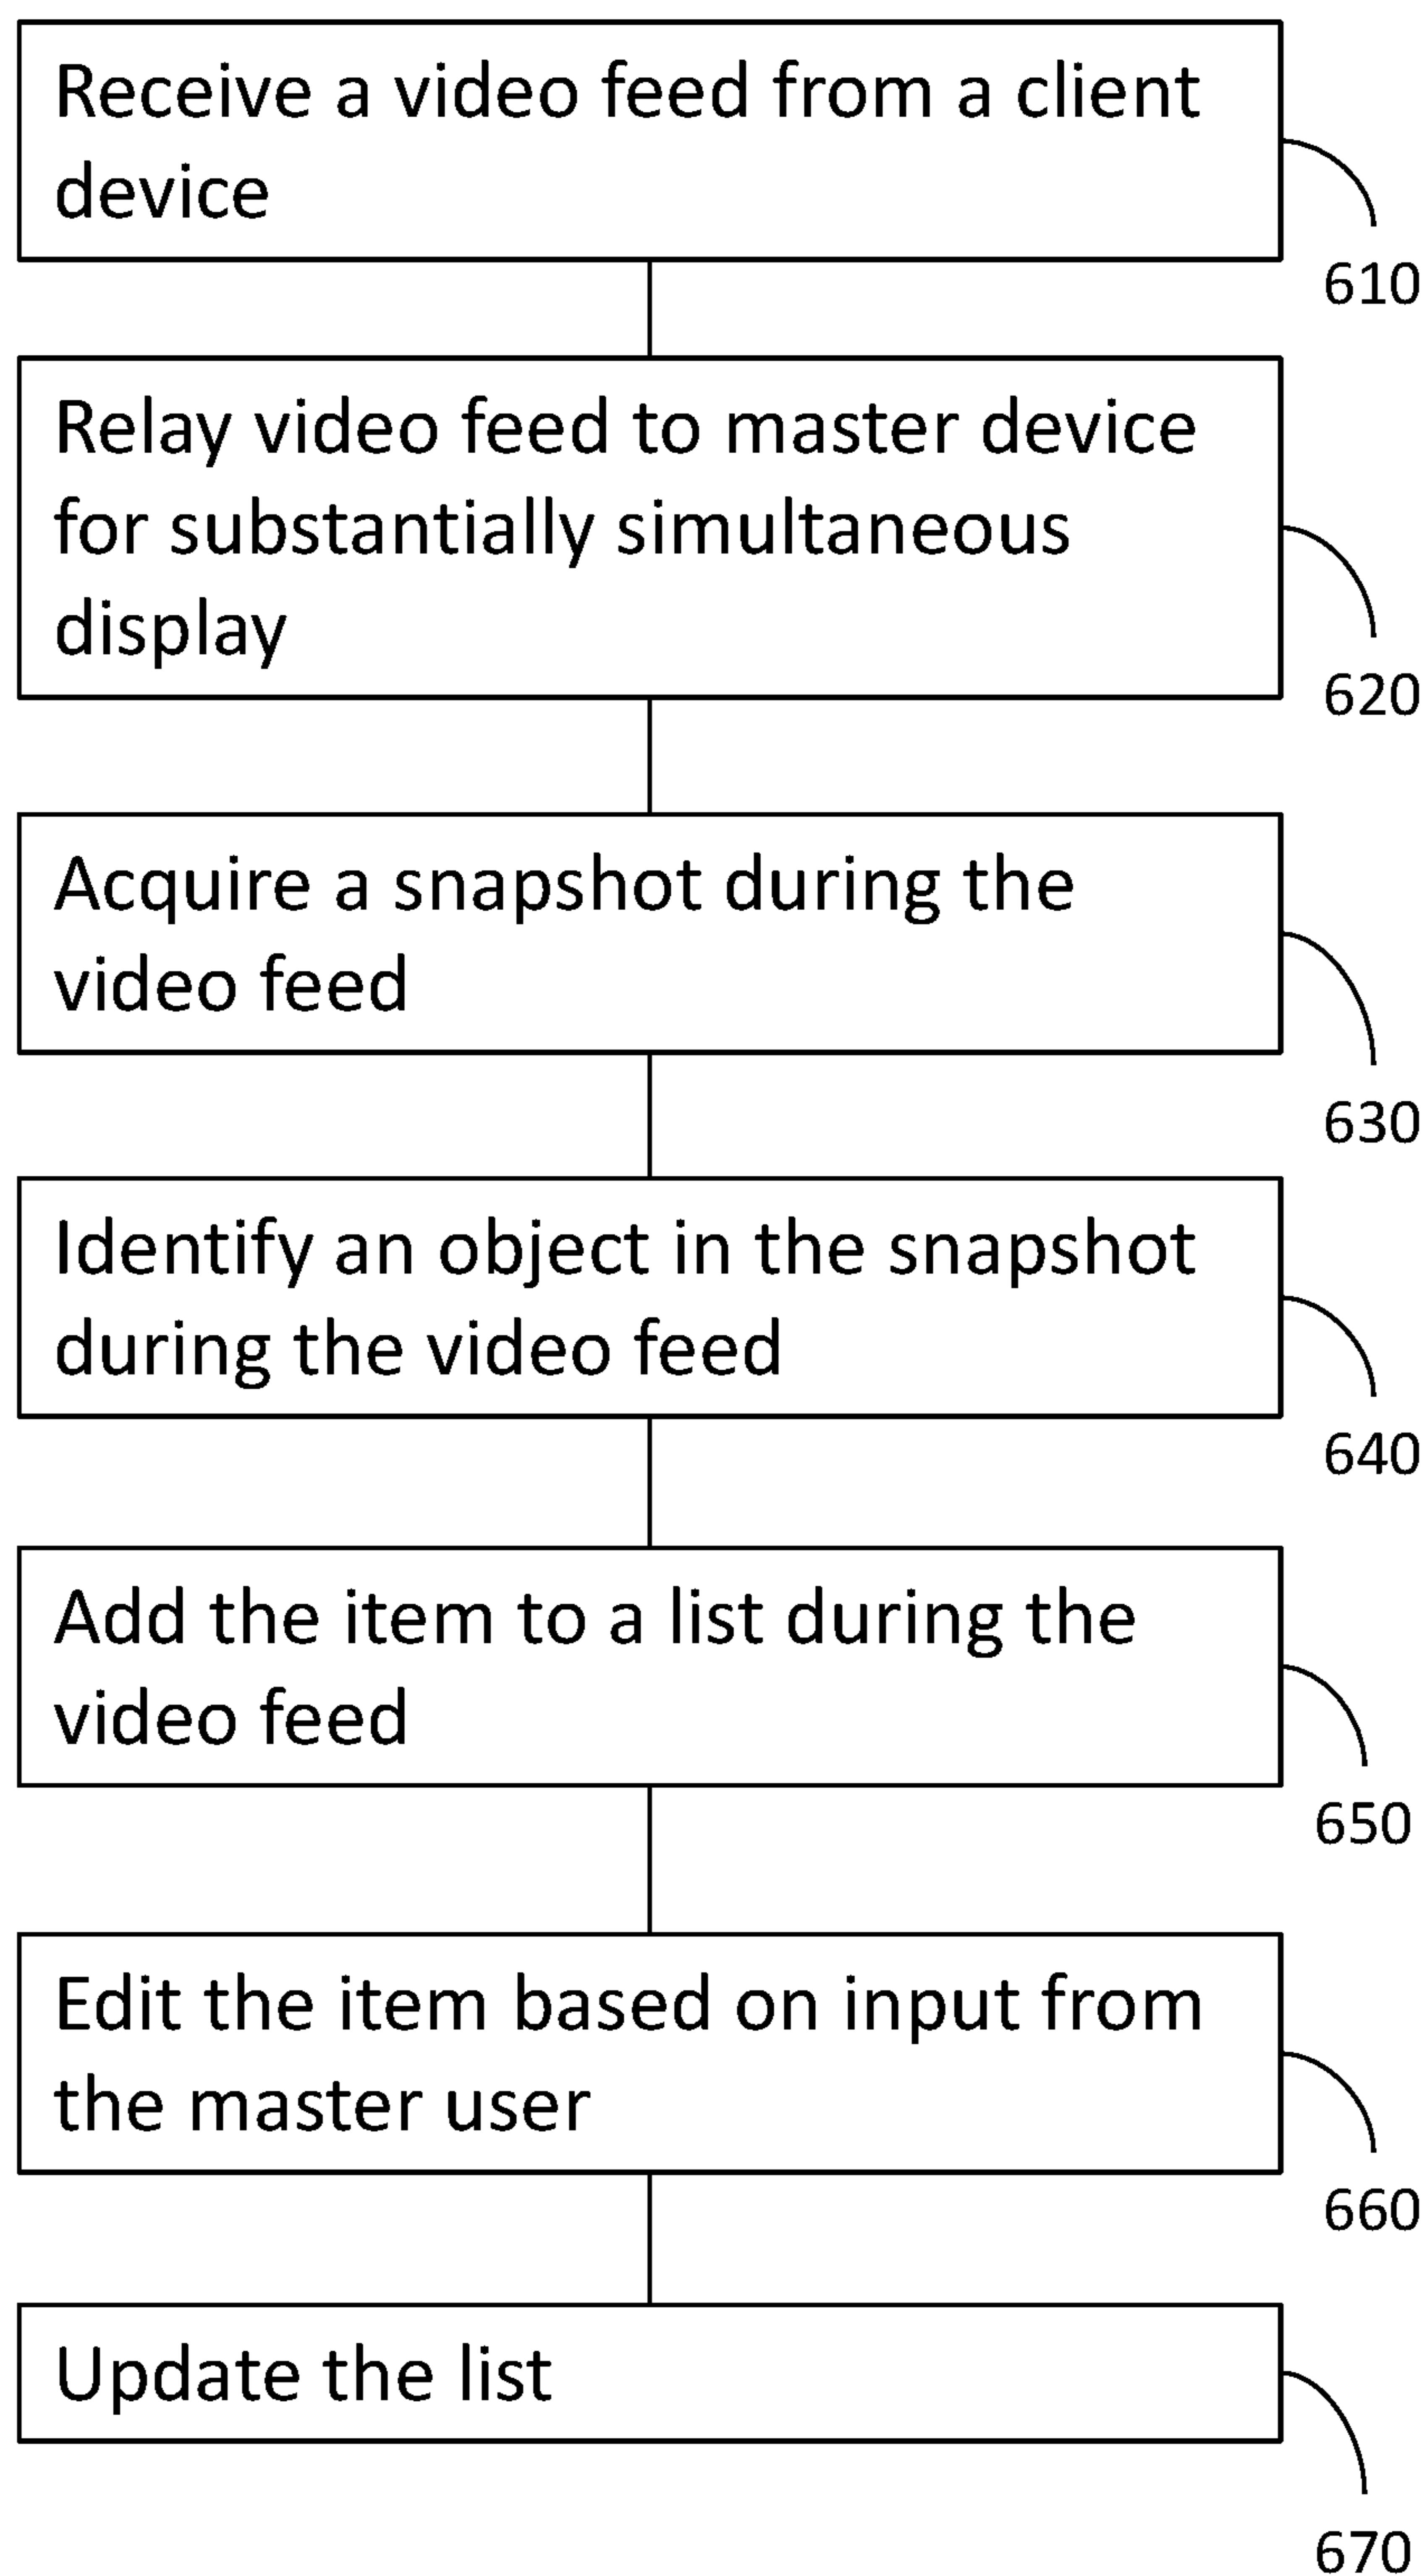 Receive a video feed from a client
device
610
Relay video feed to master device
for substantially simultaneous
display
620
Acquire a snapshot during the
video feed
630
Identify an object in the snapshot
during the video feed
640
Add the item to a list during the
video feed
650
Edit the item based on input from
the master user
660
Update the list
670